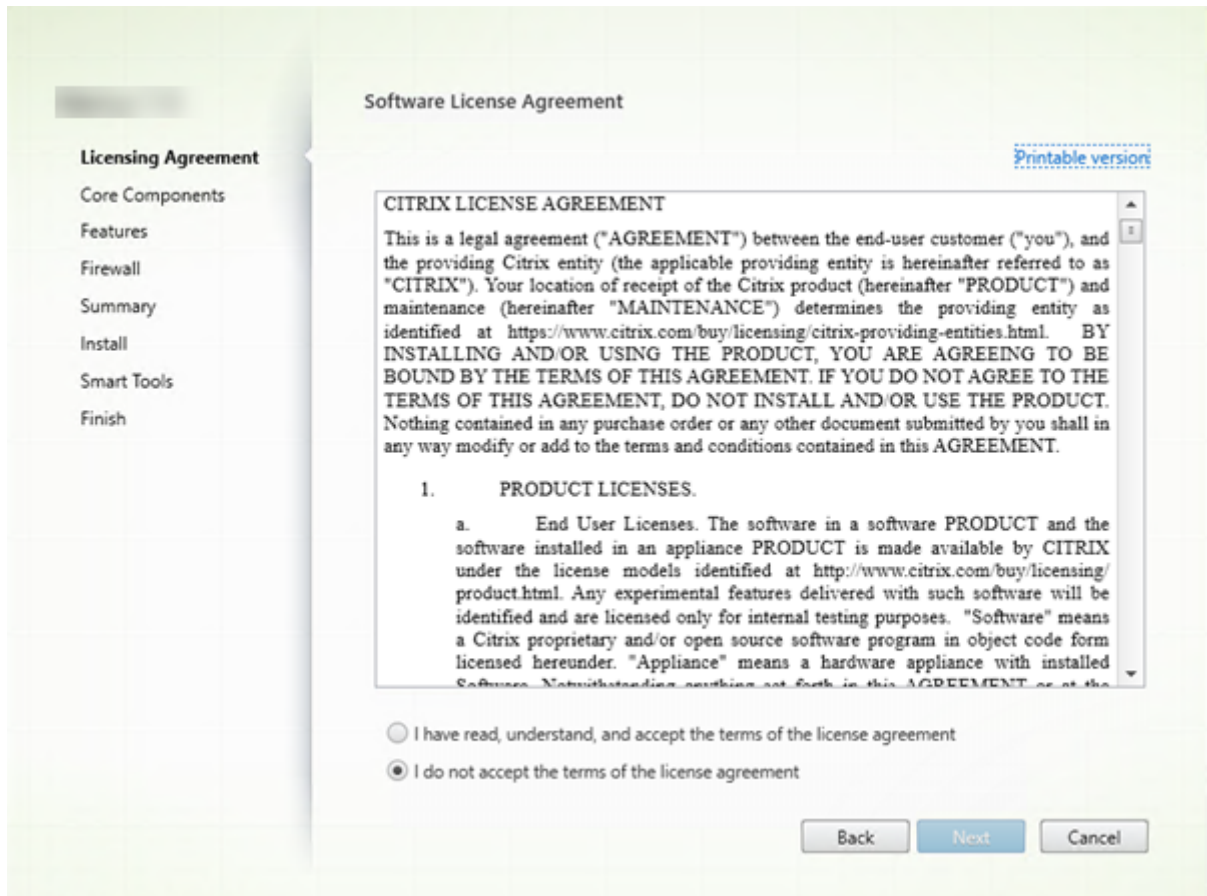 Software License Agreement
Licensing Agreement
Core Components
Features
Firewall
Summary
Install
Smart Tools
Finish
Printable version
CITRIX LICENSE AGREEMENT
This is a legal agreement ("AGREEMENT") between the end-user customer ("you"), and
the providing Citrix entity (the applicable providing entity is hereinafter referred to as
"CITRIX"). Your location of receipt of the Citrix product (hereinafter "PRODUCT") and
maintenance (hereinafter "MAINTENANCE") determines the providing entity as
identified at https://www.citrix.com/buy/licensing/citrix-providing-entities.html. BY
INSTALLING AND/OR USING THE PRODUCT, YOU ARE AGREEING TO BE
BOUND BY THE TERMS OF THIS AGREEMENT. IF YOU DO NOT AGREE TO THE
TERMS OF THIS AGREEMENT, DO NOT INSTALL AND/OR USE THE PRODUCT.
Nothing contained in any purchase order or any other document submitted by you shall in
any way modify or add to the terms and conditions contained in this AGREEMENT.
1. PRODUCT LICENSES.
a. End User Licenses. The software in a software PRODUCT and the
software installed in an appliance PRODUCT is made available by CITRIX
under the license models identified at http://www.citrix.com/buy/licensing/
product.html. Any experimental features delivered with such software will be
identified and are licensed only for internal testing purposes. "Software" means
a Citrix proprietary and/or open source software program in object code form
licensed hereunder. "Appliance" means a hardware appliance with installed
Software. Notwithstanding anything set forth in this AGREEMENT or at the
I have read, understand, and accept the terms of the license agreement
I do not accept the terms of the license agreement
Back
Next
Cancel